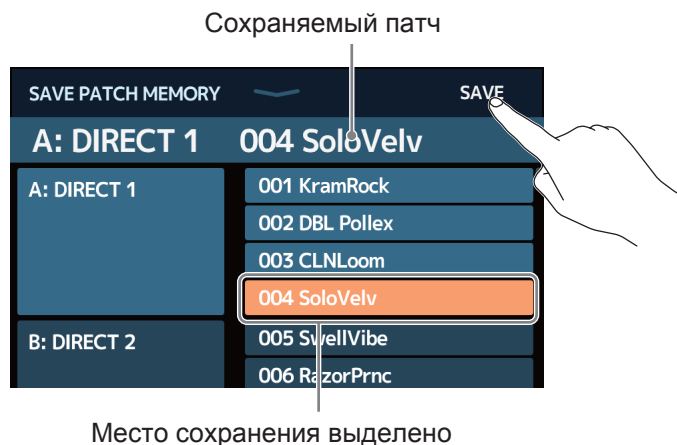 Сохраняемый патч
SAVE PATCH MEMORY SAVE
A: DIRECT 1 004 SoloVelv
A: DIRECT 1
001 KramRock
002 DBL Pollex
003 CLNLoom
004 SoloVelv
B: DIRECT 2
005 SwellVibe
006 RazorPrnc
Место сохранения выделено